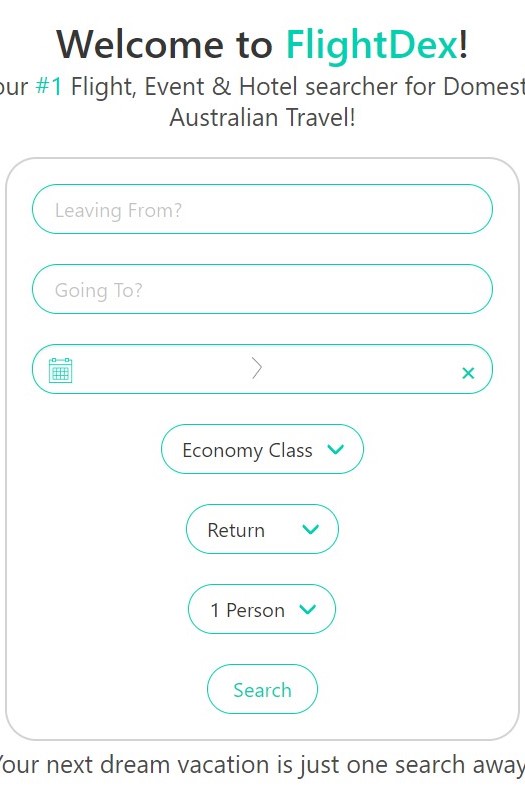 Welcome to FlightDex!
our #1 Flight, Event & Hotel searcher for Domest
Australian Travel!
Leaving From?
Going To?
Economy Class
Return
1 Person
Search
Your next dream vacation is just one search away